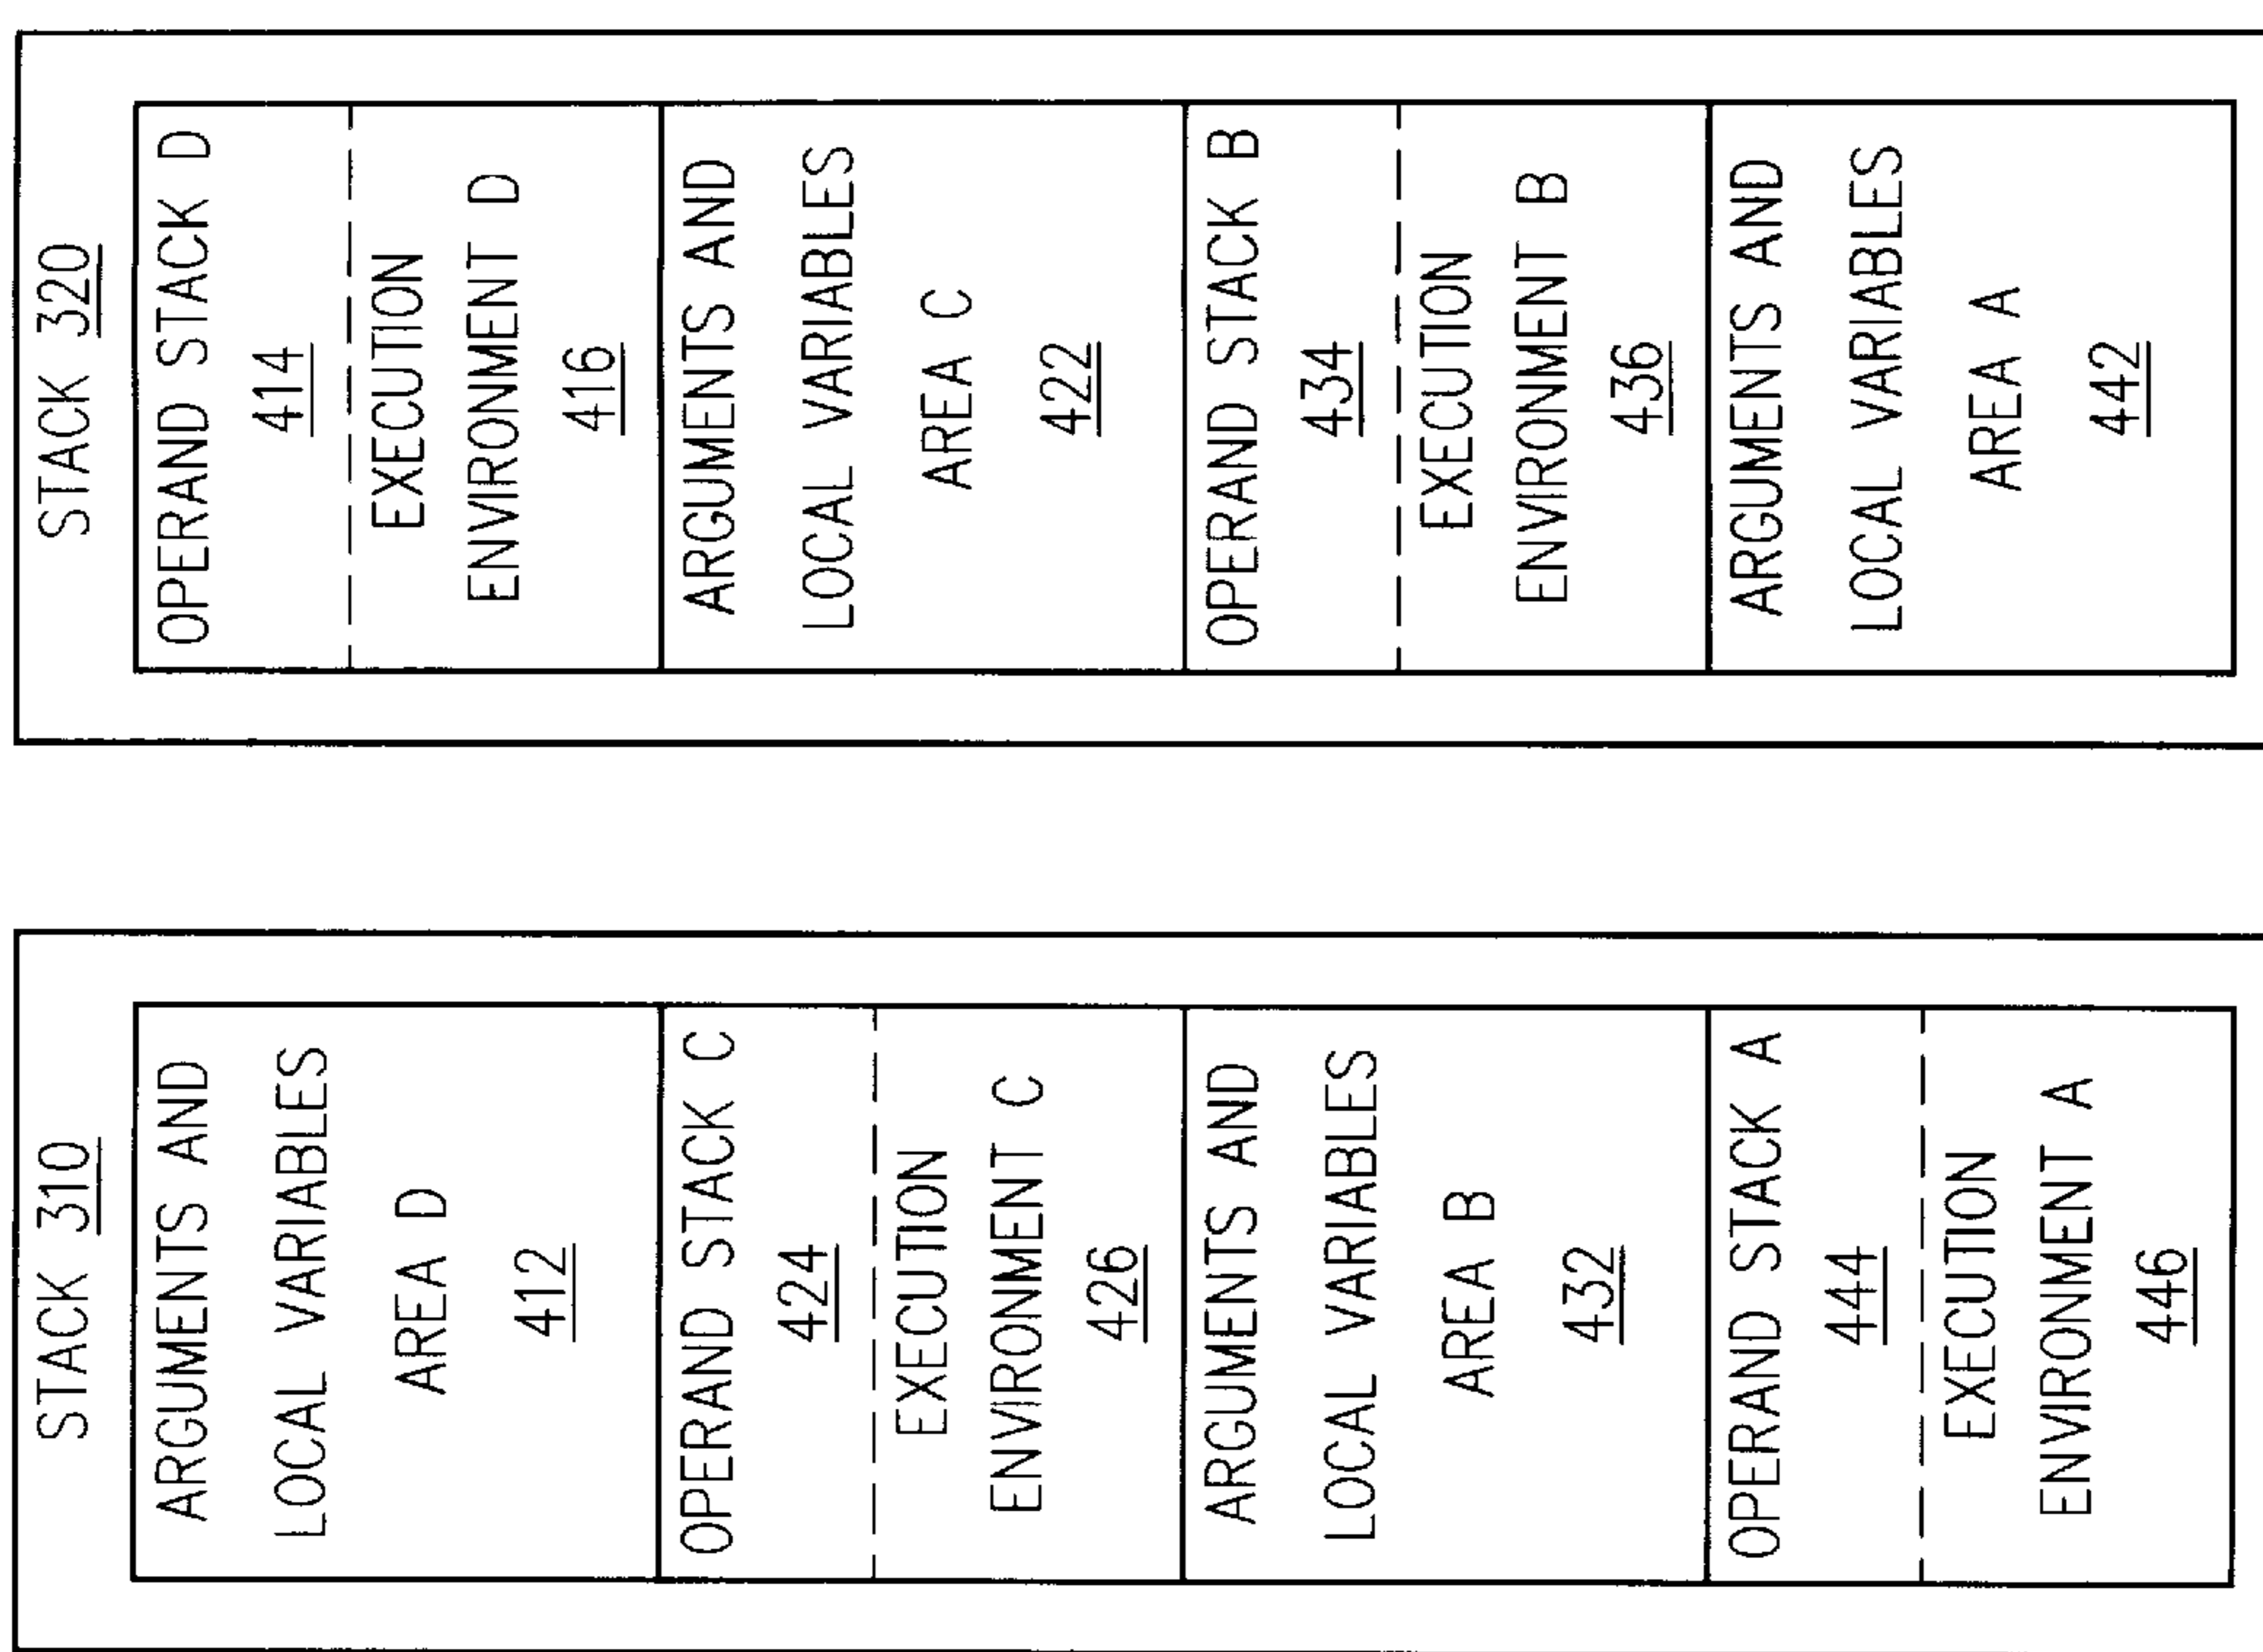 STACK 310
ARGUMENTS AND
LOCAL VARIABLES
AREA D
412
OPERAND STACK C
424
EXECUTION
ENVIRONMENT C
426
ARGUMENTS AND
LOCAL VARIABLES
AREA B
432
OPERAND STACK A
444
EXECUTION
ENVIRONMENT A
446
STACK 320
OPERAND STACK D
414
EXECUTION
ENVIRONMENT D
416
ARGUMENTS AND
LOCAL VARIABLES
AREA C
422
OPERAND STACK B
434
EXECUTION
ENVIRONMENT B
436
ARGUMENTS AND
LOCAL VARIABLES
AREA A
442